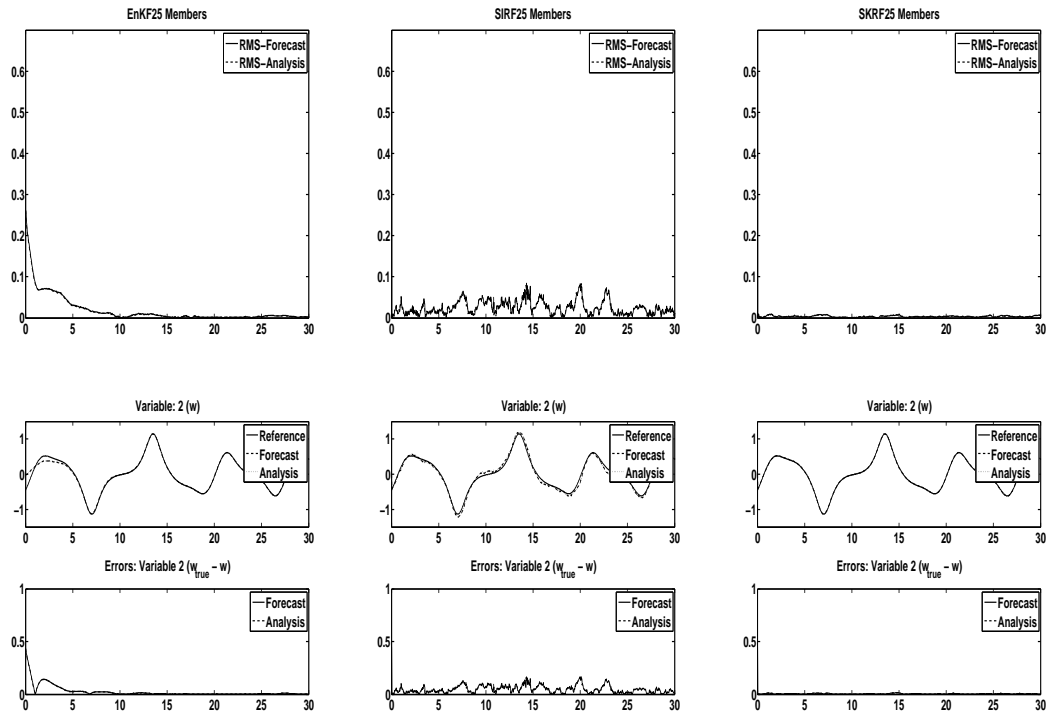 EnKF25 Members
SIRF25 Members
SKRF25 Members
RMS−Forecast
RMS−Analysis
RMS−Forecast
RMS−Analysis
RMS−Forecast
RMS−Analysis
0.6
0.5
0.4
0.3
0.2
0.1
0
0 5 10 15 20 25 30
0.6
0.5
0.4
0.3
0.2
0.1
0
0 5 10 15 20 25 30
0.6
0.5
0.4
0.3
0.2
0.1
0
0 5 10 15 20 25 30
Variable: 2 (w)
Variable: 2 (w)
Variable: 2 (w)
Reference
Forecast
Analysis
1
0
−1
0 5 10 15 20 25 30
Reference
Forecast
Analysis
1
0
−1
0 5 10 15 20 25 30
Reference
Forecast
Analysis
1
0
−1
0 5 10 15 20 25 30
Errors: Variable 2 (w_true − w)
Errors: Variable 2 (w_true − w)
Errors: Variable 2 (w_true − w)
Forecast
Analysis
1
0.5
0
0 5 10 15 20 25 30
Forecast
Analysis
1
0.5
0
0 5 10 15 20 25 30
Forecast
Analysis
1
0.5
0
0 5 10 15 20 25 30